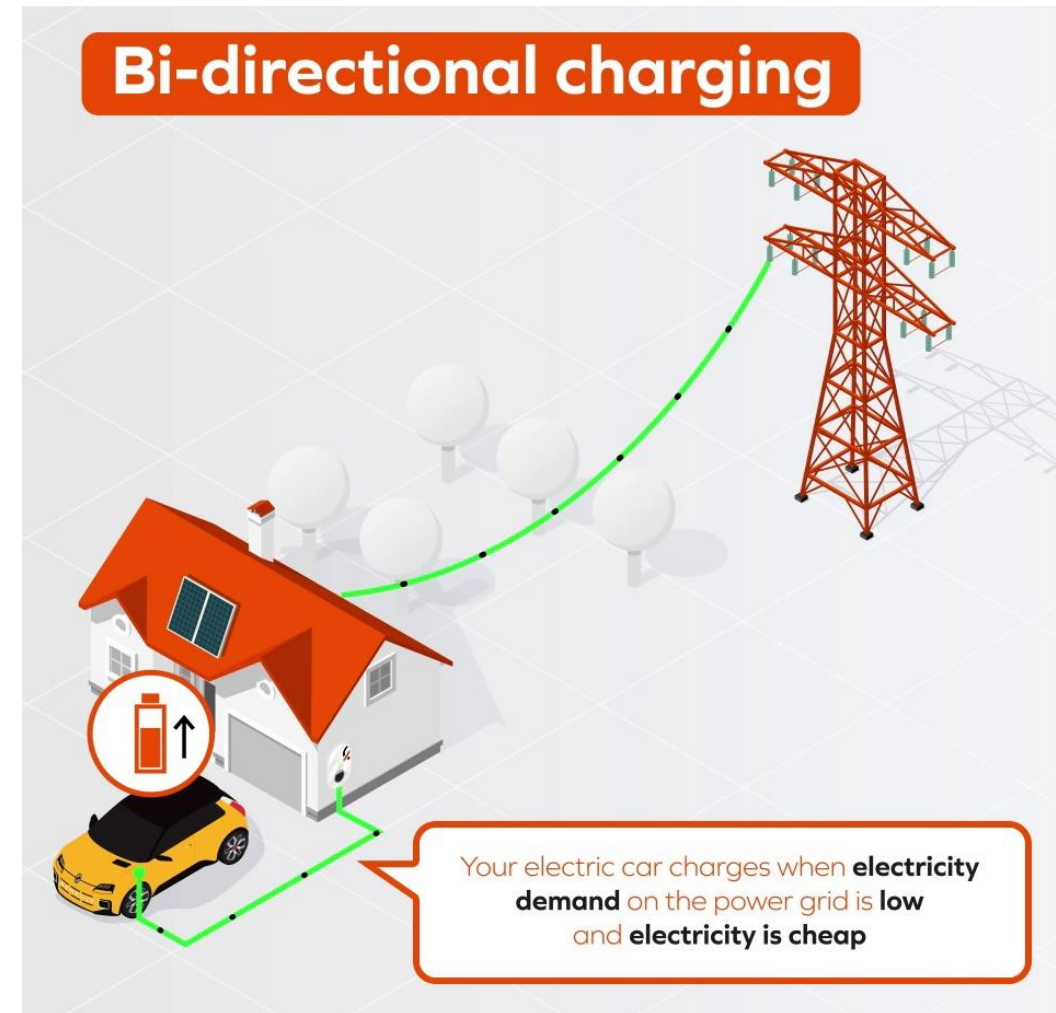 Bi-directional charging
Your electric car charges when electricity
demand on the power grid is low
and electricity is cheap